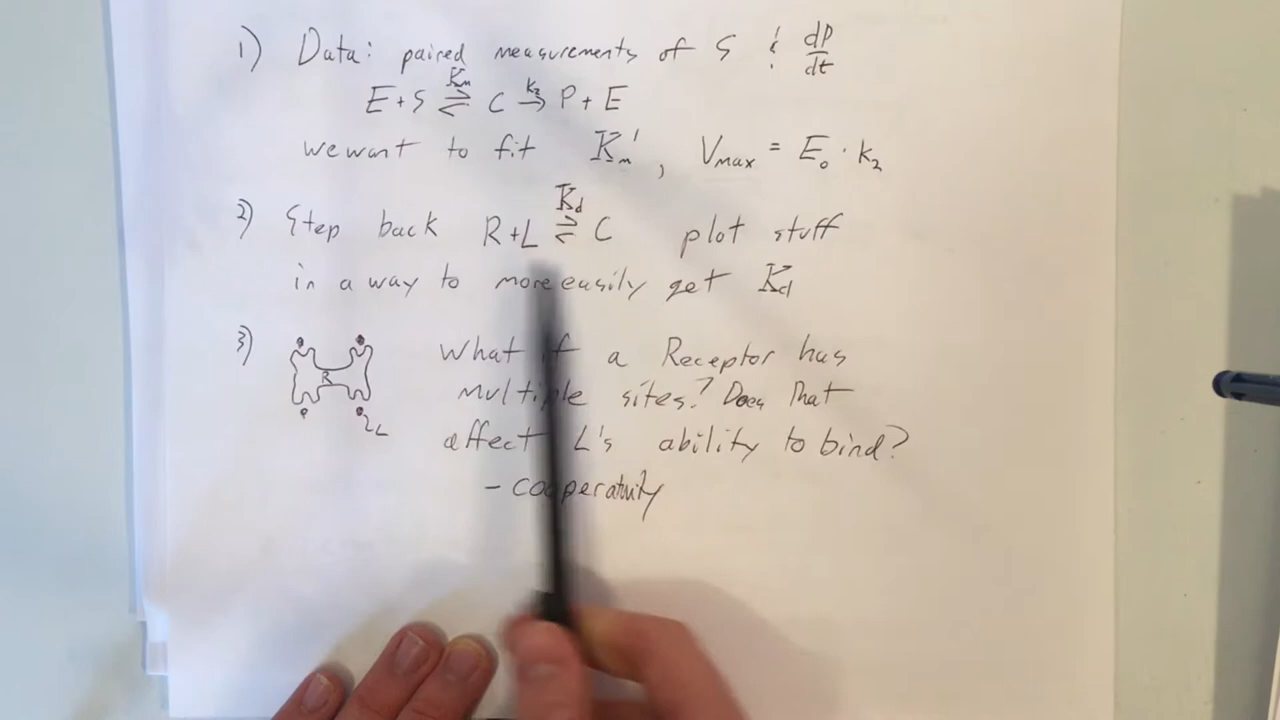 1) Data: paired measurements of S & dP/dt
E+S ⇌ C → P+E
Km k2
we want to fit Km', Vmax = E0 · k2
2) Step back R+L ⇌ C plot stuff
Kd
in a way to more easily get Kd
3) What if a Receptor has
R
multiple sites? Does that
L
affect L's ability to bind?
- cooperativity